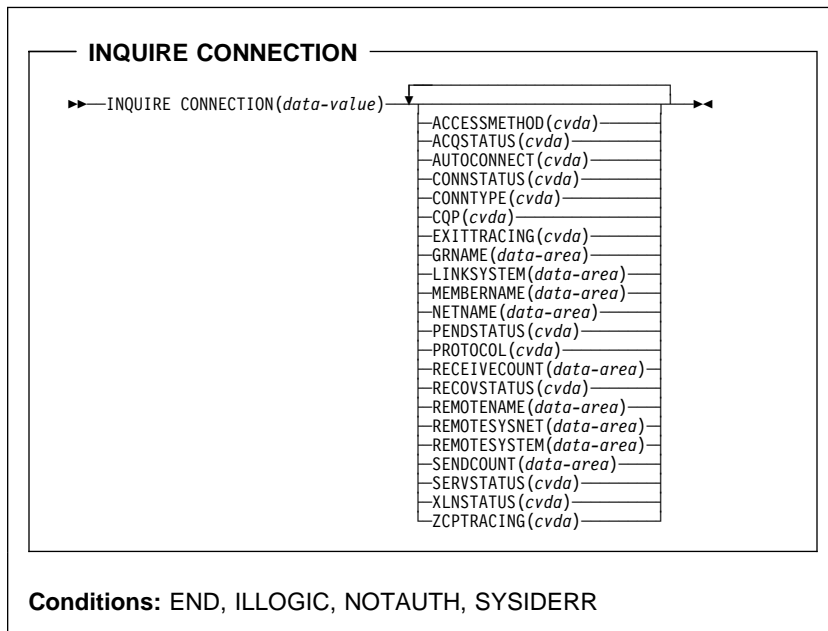 INQUIRE CONNECTION
INQUIRE CONNECTION(data-value)
ACCESSMETHOD(cvda)
ACQSTATUS(cvda)
AUTOCONNECT(cvda)
CONNSTATUS(cvda)
CONNTYPE(cvda)
CQP(cvda)
EXITTRACING(cvda)
GRNAME(data-area)
LINKSYSTEM(data-area)
MEMBERNAME(data-area)
NETNAME(data-area)
PENDSTATUS(cvda)
PROTOCOL(cvda)
RECEIVECOUNT(data-area)
RECOVSTATUS(cvda)
REMOTENAME(data-area)
REMOTESYSNET(data-area)
REMOTESYSTEM(data-area)
SENDCOUNT(data-area)
SERVSTATUS(cvda)
XLNSTATUS(cvda)
ZCPTRACING(cvda)
Conditions: END, ILLOGIC, NOTAUTH, SYSIDERR